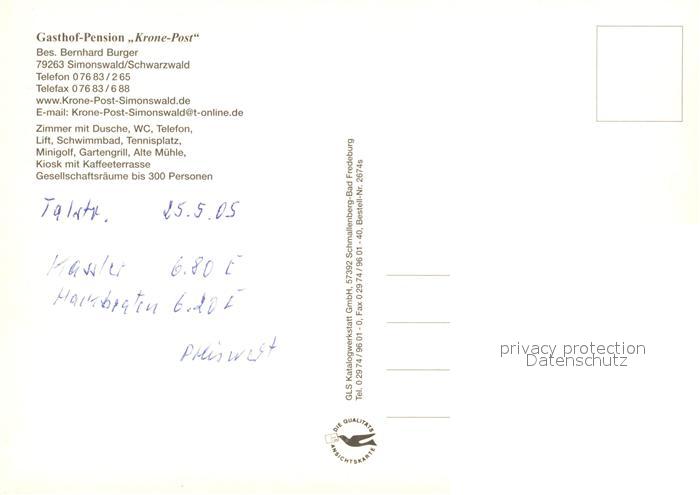 Gasthof-Pension „Krone-Post“
Bes. Bernhard Burger
79263 Simonswald/Schwarzwald
Telefon 0 76 83 / 2 65
Telefax 0 76 83 / 6 88
www.Krone-Post-Simonswald.de
E-mail: Krone-Post-Simonswald@t-online.de
Zimmer mit Dusche, WC, Telefon,
Lift, Schwimmbad, Tennisplatz,
Minigolf, Gartengrill, Alte Mühle,
Kiosk mit Kaffeeterrasse
Gesellschaftsräume bis 300 Personen
Talstr. 25.5.05
Kassler 6.80 €
Hackbraten 6.20 €
preiswert
GLS Katalogwerkstatt GmbH, 57392 Schmallenberg-Bad Fredeburg
Tel. 0 29 74 / 96 01 - 0, Fax 0 29 74 / 96 01 - 40, Bestell-Nr. 2674s
DIE QUALITÄTS
ANSICHTSKARTE
privacy protection
Datenschutz